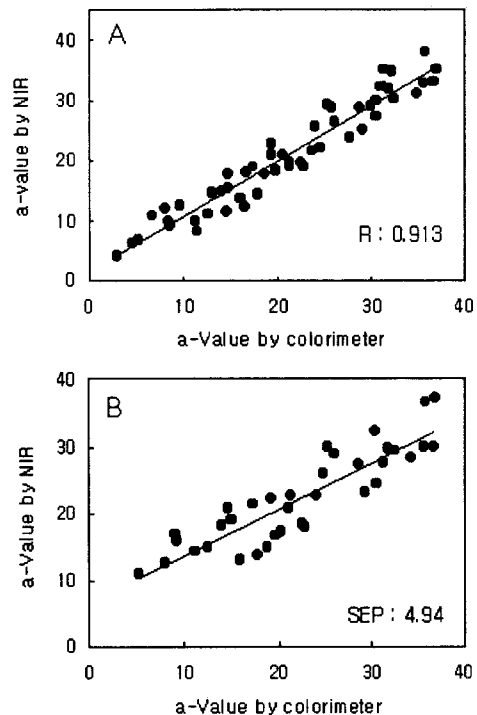 A
a-value by NIR
40
30
20
10
0
R : 0.913
0 10 20 30 40
a-Value by colorimeter
B
a-Value by NIR
40
30
20
10
0
SEP : 4.94
0 10 20 30 40
a-Value by colorimeter